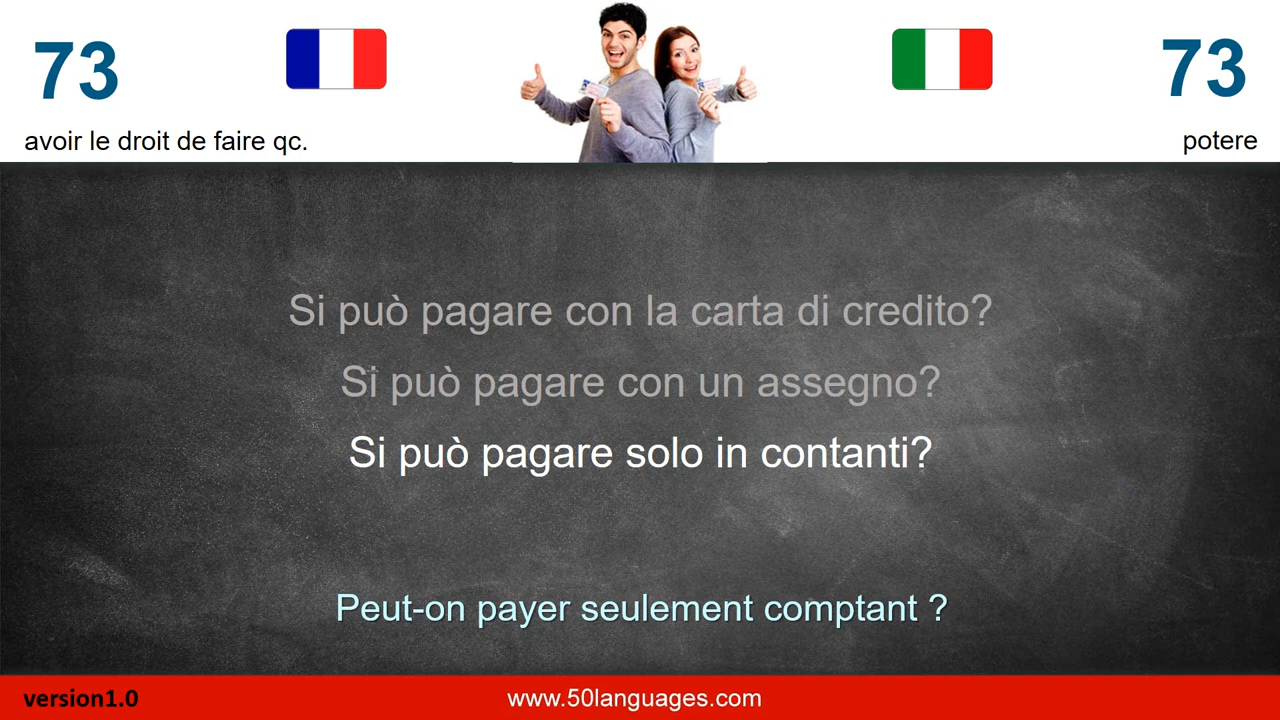 73
73
avoir le droit de faire qc.
potere
Si può pagare con la carta di credito?
Si può pagare con un assegno?
Si può pagare solo in contanti?
Peut-on payer seulement comptant ?
version1.0
www.50languages.com